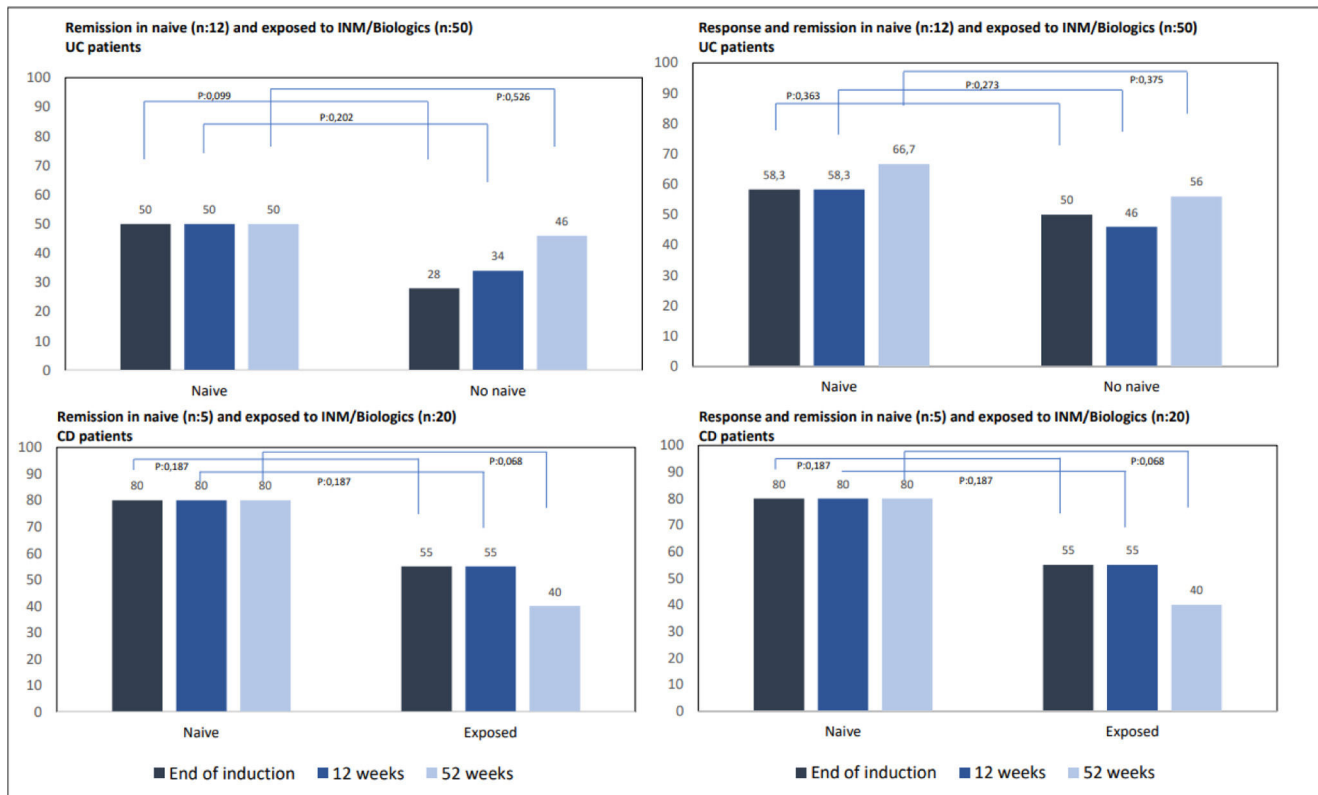 Remission in naive (n:12) and exposed to INM/Biologics (n:50)
UC patients
100
90
80
70
60
50
40
30
20
10
0
P:0,099
P:0,526
P:0,202
50
50
50
28
34
46
Naive
No naive
Response and remission in naive (n:12) and exposed to INM/Biologics (n:50)
UC patients
100
90
80
70
60
50
40
30
20
10
0
P:0,363
P:0,273
P:0,375
58,3
58,3
66,7
50
46
56
Naive
No naive
Remission in naive (n:5) and exposed to INM/Biologics (n:20)
CD patients
100
90
80
70
60
50
40
30
20
10
0
P:0,187
P:0,187
P:0,068
80
80
80
55
55
40
Naive
Exposed
Response and remission in naive (n:5) and exposed to INM/Biologics (n:20)
CD patients
100
90
80
70
60
50
40
30
20
10
0
P:0,187
P:0,187
P:0,068
80
80
80
55
55
40
Naive
Exposed
End of induction
12 weeks
52 weeks
End of induction
12 weeks
52 weeks